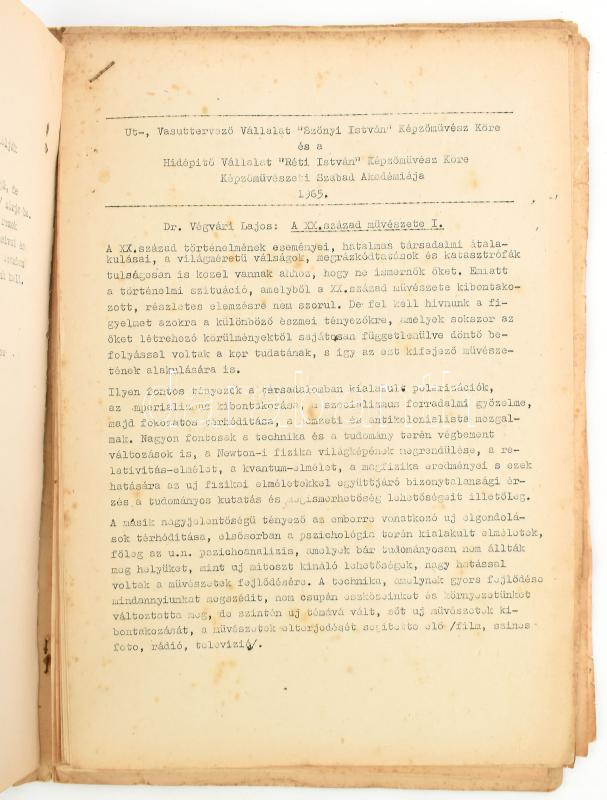 Ut-, Vasuttervező Vállalat "Szőnyi István" Képzőművész Köre
és a
Hidépitő Vállalat "Réti István" Képzőművész Köre
Képzőművészeti Szabad Akadémiája
1965.
Dr. Végvári Lajos: A XX.század művészete I.
A XX.század történelmének eseményei, hatalmas társadalmi átala-
kulásai, a világméretű válságok, megrázkódtatások és katasztrófák
tulságosan is közel vannak ahhoz, hogy ne ismernők őket. Emiatt
a történelmi szituáció, amelyből a XX.század művészete kibontako-
zott, részletes elemzésre nem szorul. De fel kell hivnunk a fi-
gyelmet azokra a különböző eszmei tényezőkre, amelyek sokszor az
őket létrehozó körülményektől sajátosan függetlenülve döntő be-
folyással voltak a kor tudatának, s igy az ezt kifejező művésze-
tének alakulására is.
Ilyen fontos tényezők a társadalomban kialakult polarizációk,
az imperializmus kibontakozása, a szocializmus forradalmi győzelme,
majd fokozatos térhóditása, a nemzeti és antikolonialista mozgal-
mak. Nagyon fontosak a technika és a tudomány terén végbement
változások is, a Newton-i fizika világképének megrendülése, a re-
lativitás-elmélet, a kvantum-elmélet, a magfizika eredményei s ezek
hatására az uj fizikai elméletekkel együttjáró bizonytalansági ér-
zés a tudományos kutatás és megismerhetőség lehetőségeit illetőleg.
A másik nagyjelentőségű tényező az emberre vonatkozó uj elgondolá-
sok térhóditása, elsősorban a pszichológia terén kialakult elméletek,
főleg az u.n. pszichoanalizis, amelyek bár tudományosan nem állták
meg helyüket, mint uj mitoszt kináló lehetőségek, nagy hatással
voltak a művészetek fejlődésére. A technika, amelynek gyors fejlődése
mindannyiunkat megszédit, nem csupán eszközeinket és környezetünket
változtatta meg, de szintén uj témává vált, sőt uj művészetek ki-
bontakozását, a művészetek elterjedését segitette elő /film, szines
foto, rádió, televizió/.